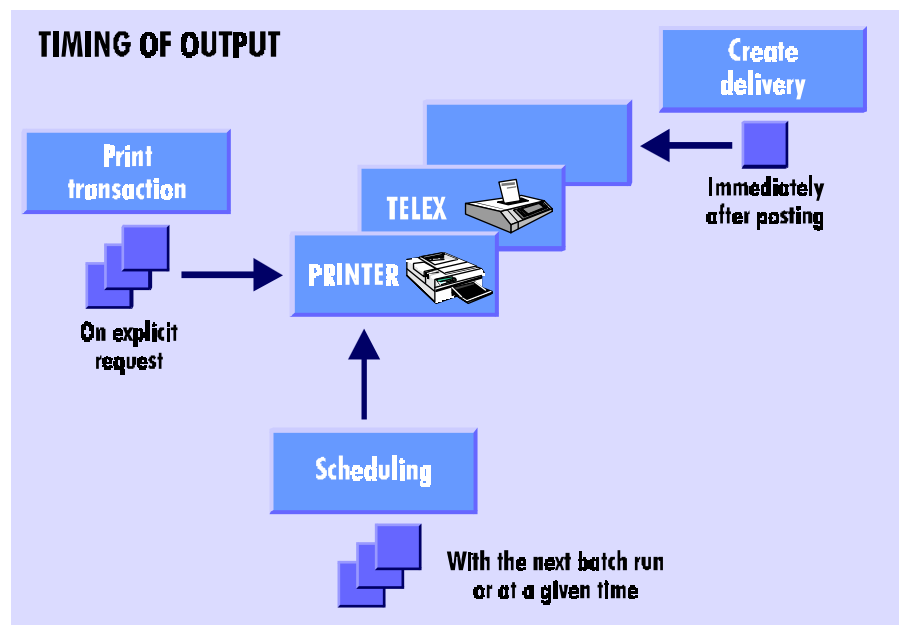 TIMING OF OUTPUT
Create
delivery
Print
transaction
Immediately
after posting
TELEX
PRINTER
On explicit
request
Scheduling
With the next batch run
or at a given time